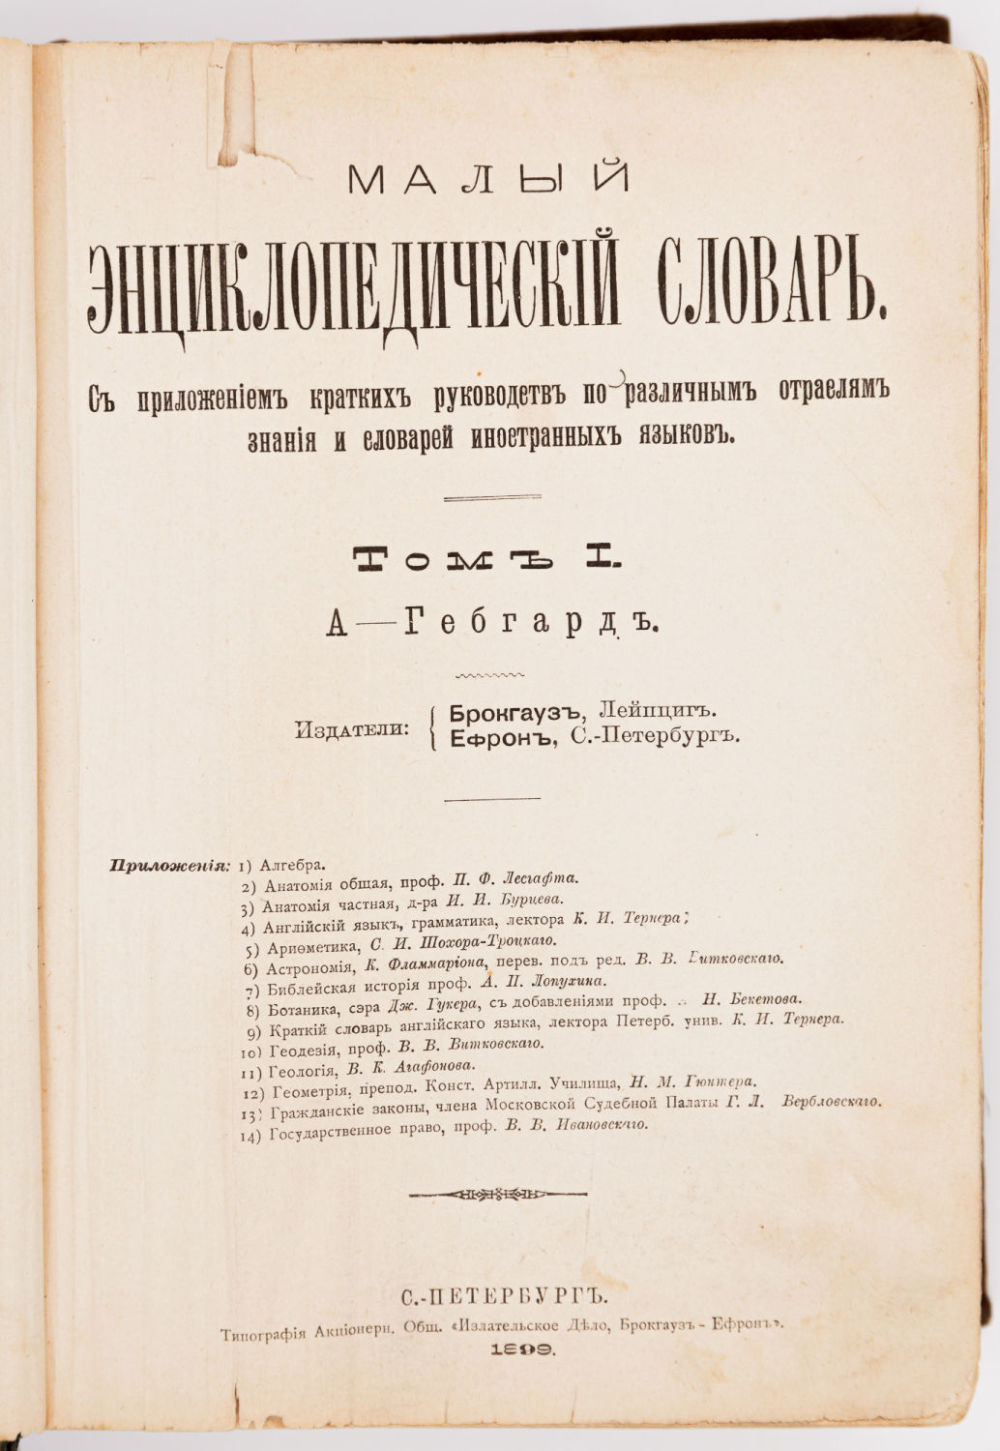 МАЛЫЙ
ЭНЦИКЛОПЕДИЧЕСКІЙ СЛОВАРЬ.
Съ приложеніемъ краткихъ руководствъ по различнымъ отраслямъ
знанія и словарей иностранныхъ языковъ.
Томъ I.
А—Гебгардъ.
Издатели: { Брокгаузъ, Лейпцигъ.
Ефронъ, С.-Петербургъ.
Приложенія: 1) Алгебра.
2) Анатомія общая, проф. П. Ф. Лесгафта.
3) Анатомія частная, д-ра И. И. Бурцева.
4) Англійскій языкъ, грамматика, лектора К. И. Тернера;
5) Ариѳметика, С. И. Шохора-Троцкаго.
6) Астрономія, К. Фламмаріона, перев. подъ ред. В. В. Витковскаго.
7) Библейская исторія проф. А. П. Лопухина.
8) Ботаника, сэра Дж. Гукера, съ добавленіями проф. Н. Бекетова.
9) Краткій словарь англійскаго языка, лектора Петерб. унив. К. И. Тернера.
10) Геодезія, проф. В. В. Витковскаго.
11) Геологія, В. К. Агафонова.
12) Геометрія, препод. Конст. Артилл. Училища, Н. М. Гюнтера.
13) Гражданскіе законы, члена Московской Судебной Палаты Г. Л. Вербловскаго.
14) Государственное право, проф. В. В. Ивановскаго.
С.-ПЕТЕРБУРГЪ.
Типографія Акціонерн. Общ. «Издательское Дѣло, Брокгаузъ-Ефронъ».
1899.